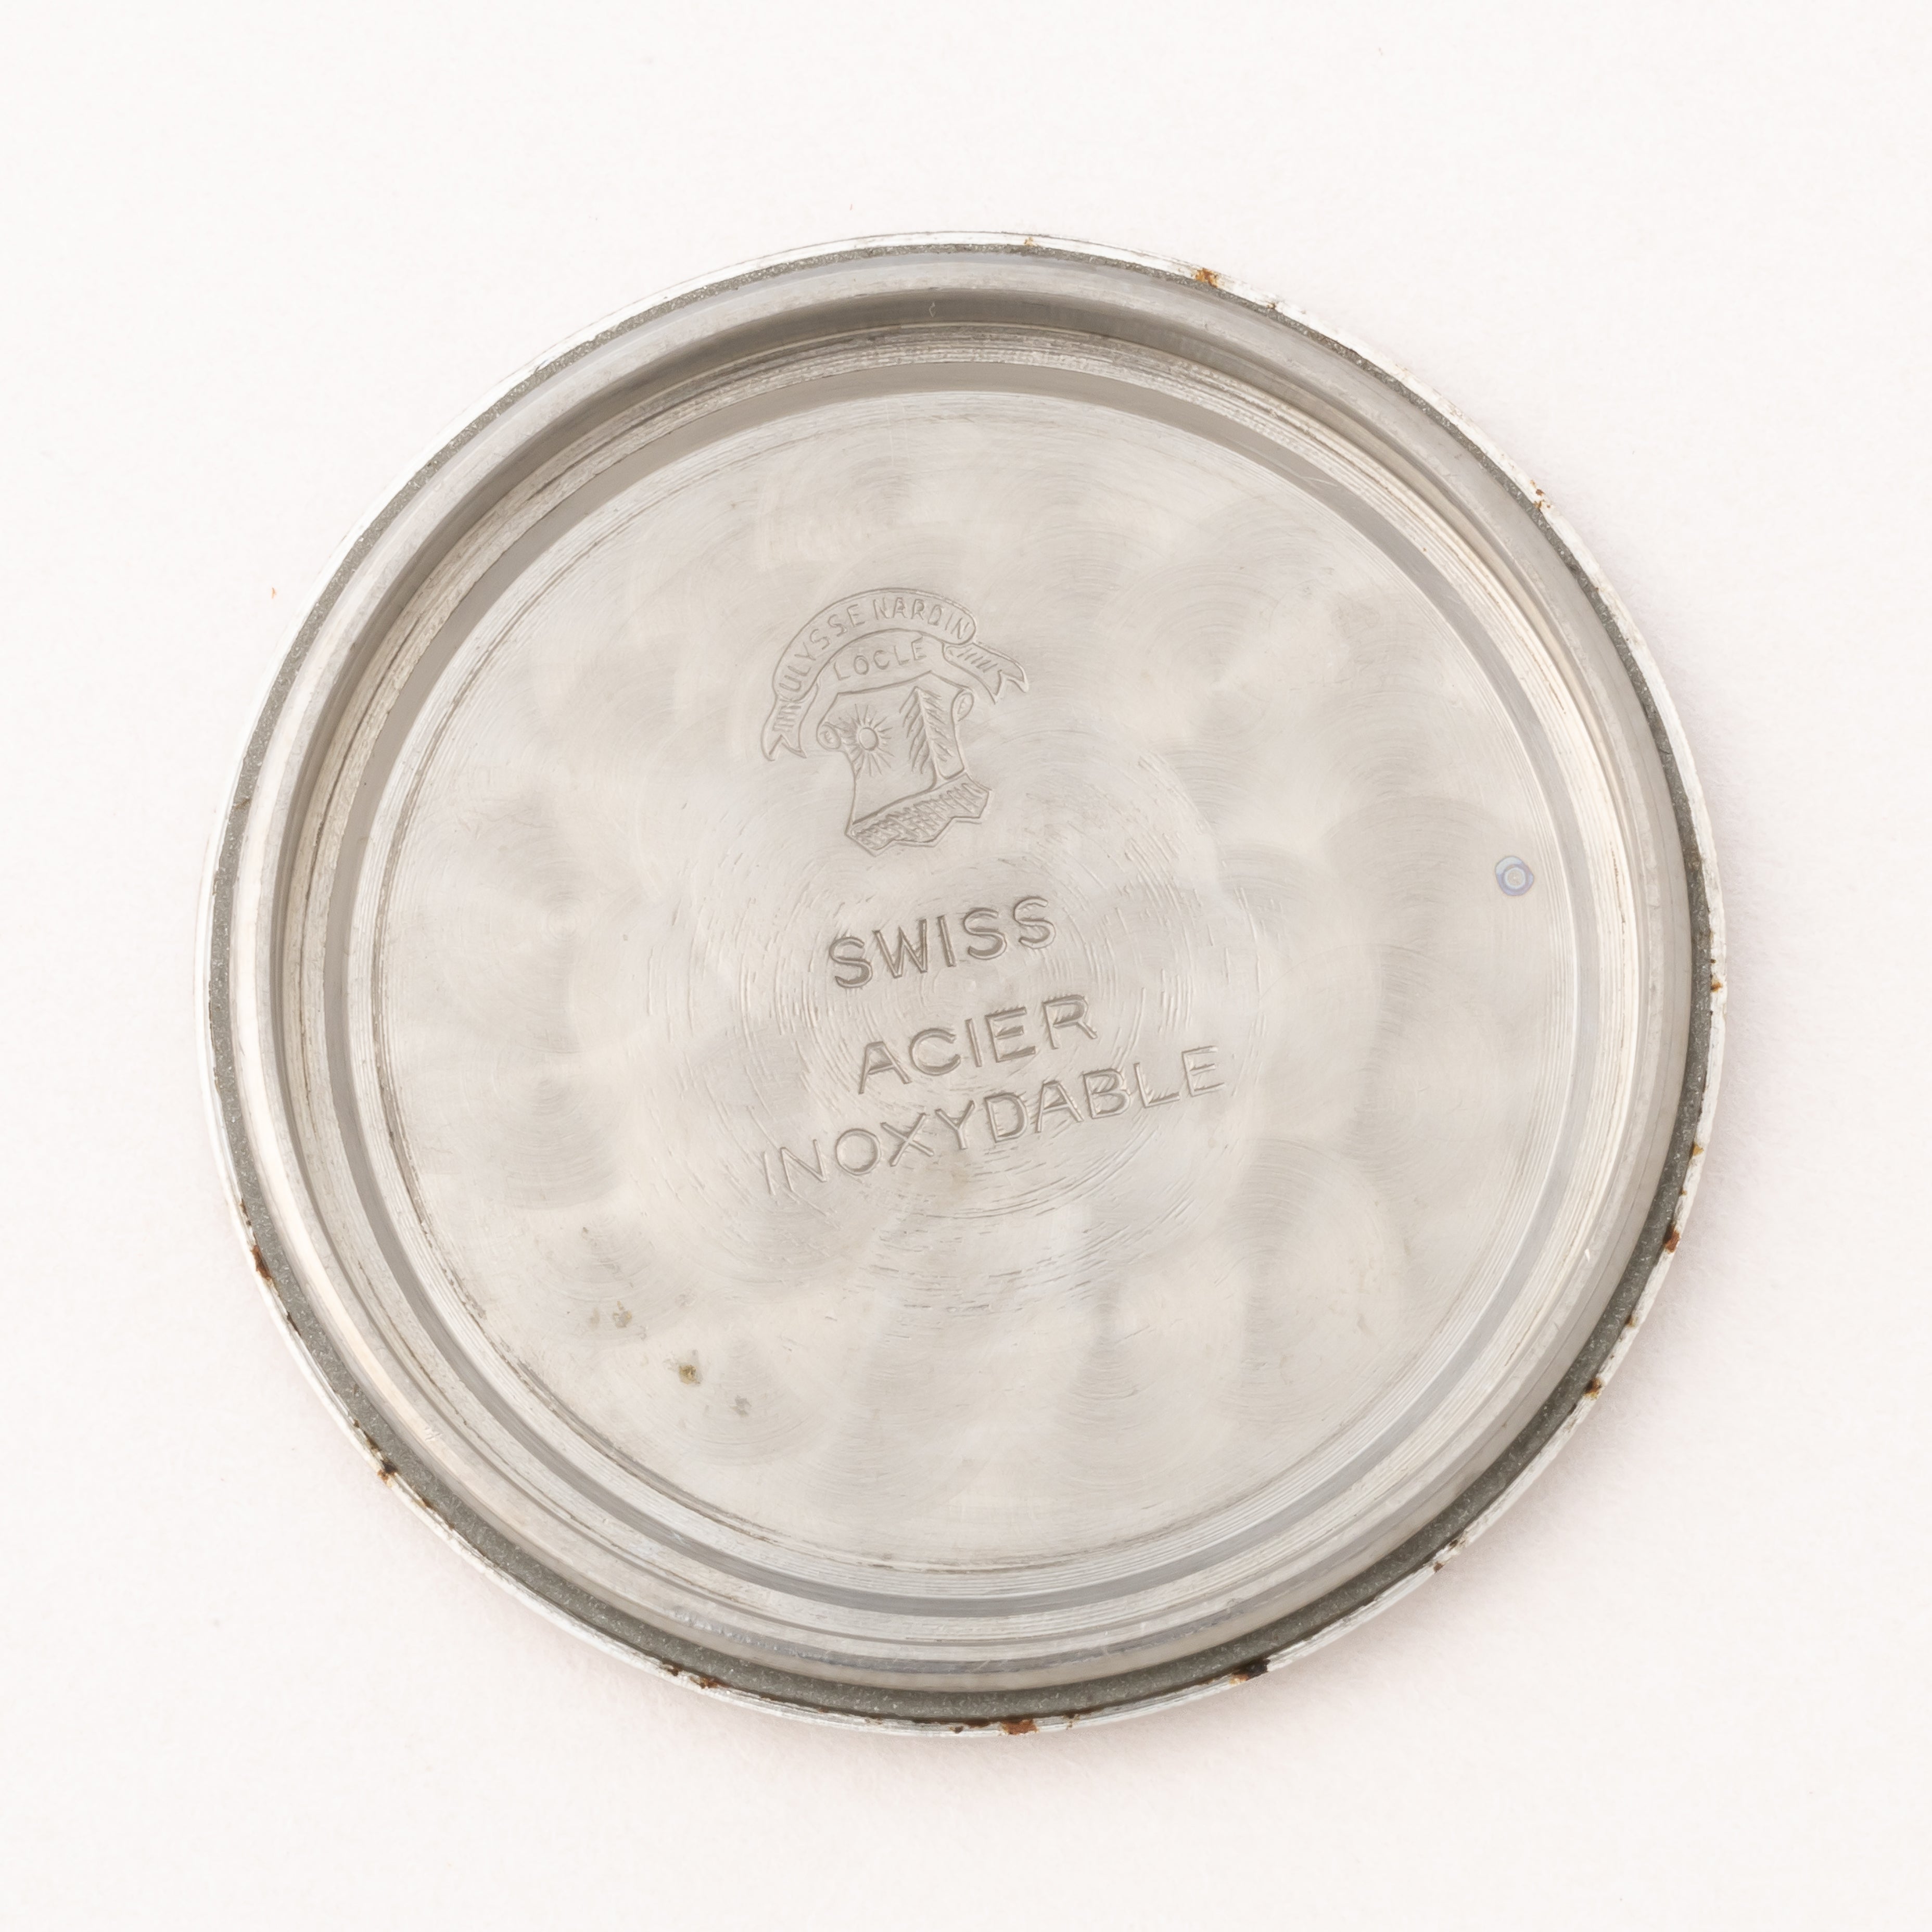 ULYSSE NARDIN
LOCLE
SWISS
ACIER
INOXYDABLE